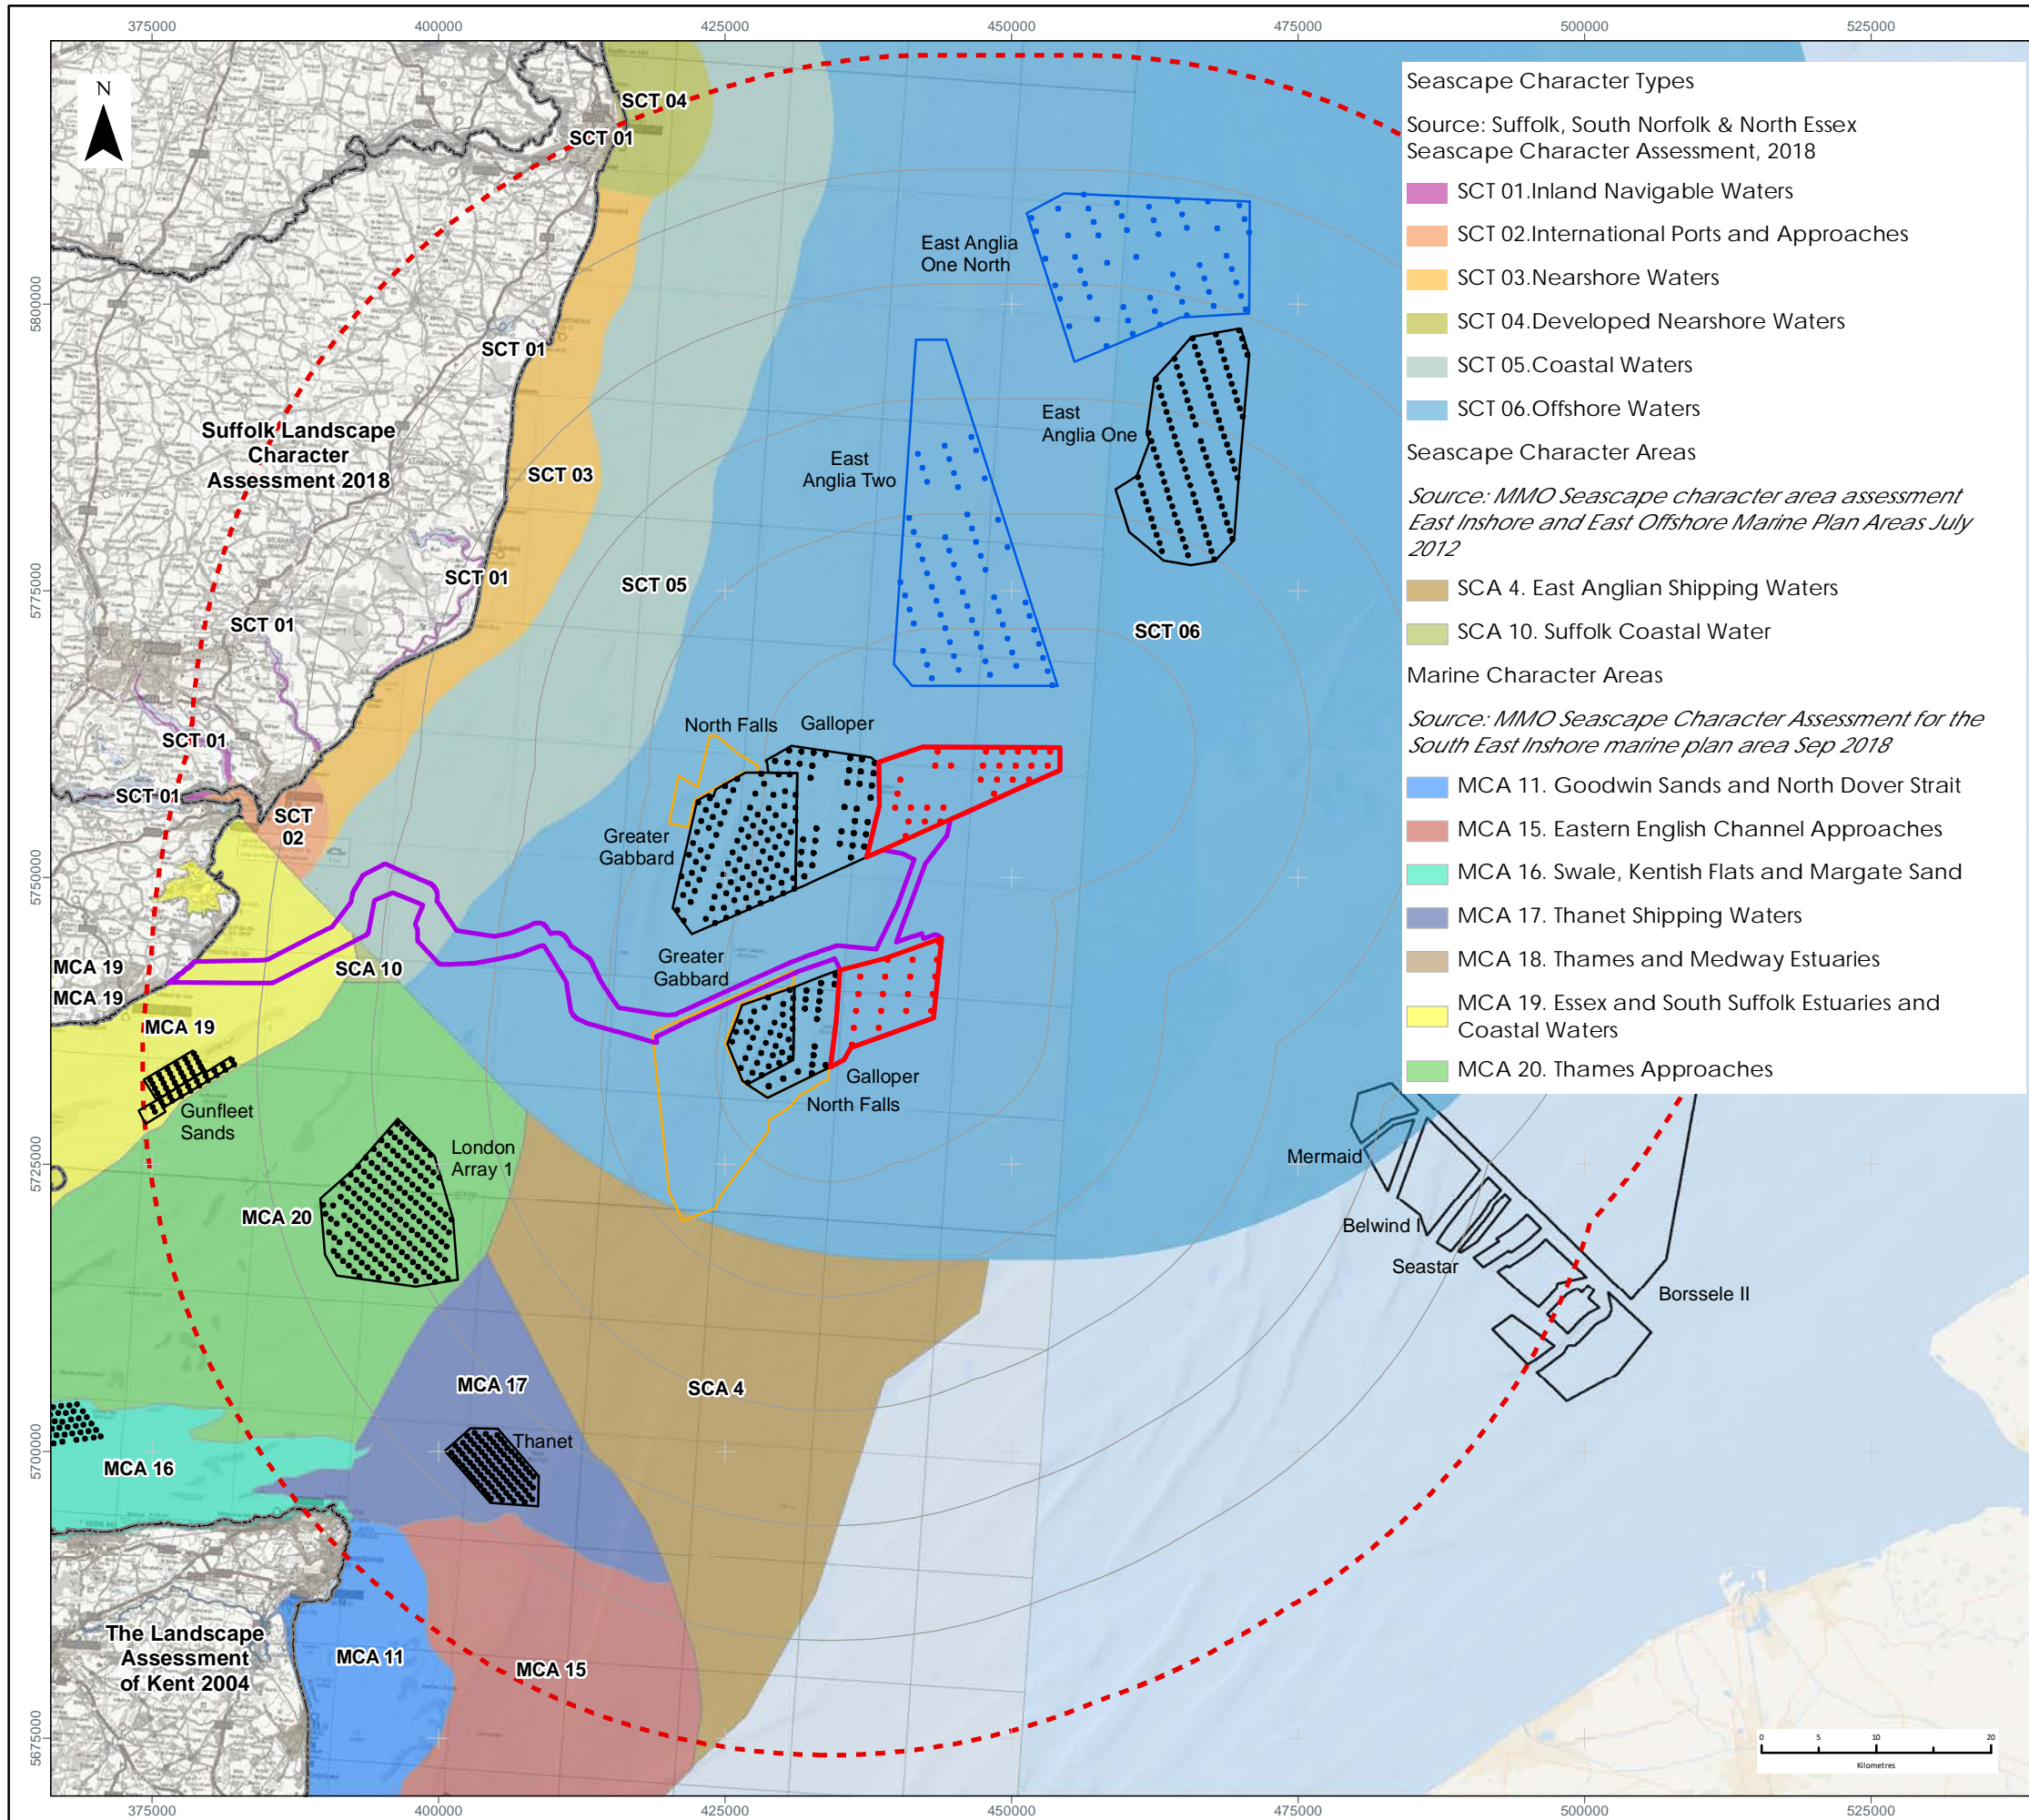 375000
400000
425000
450000
475000
500000
525000
N
SCT 04
SCT 01
Seascape Character Types
Source: Suffolk, South Norfolk & North Essex
Seascape Character Assessment, 2018
SCT 01.Inland Navigable Waters
SCT 02.International Ports and Approaches
SCT 03.Nearshore Waters
SCT 04.Developed Nearshore Waters
SCT 05.Coastal Waters
SCT 06.Offshore Waters
Seascape Character Areas
Source: MMO Seascape character area assessment
East Inshore and East Offshore Marine Plan Areas July
2012
SCA 4. East Anglian Shipping Waters
SCA 10. Suffolk Coastal Water
Marine Character Areas
Source: MMO Seascape Character Assessment for the
South East Inshore marine plan area Sep 2018
MCA 11. Goodwin Sands and North Dover Strait
MCA 15. Eastern English Channel Approaches
MCA 16. Swale, Kentish Flats and Margate Sand
MCA 17. Thanet Shipping Waters
MCA 18. Thames and Medway Estuaries
MCA 19. Essex and South Suffolk Estuaries and
Coastal Waters
MCA 20. Thames Approaches
East Anglia
One North
5800000
SCT 01
Suffolk Landscape
Character
Assessment 2018
East
Anglia One
East
Anglia Two
SCT 03
5775000
SCT 01
SCT 05
SCT 01
SCT 06
North Falls
Galloper
SCT 01
SCT 01
SCT
02
Greater
Gabbard
5750000
Greater
Gabbard
MCA 19
SCA 10
MCA 19
MCA 19
Galloper
North Falls
Gunfleet
Sands
London
Array 1
5725000
Mermaid
MCA 20
Belwind I
Seastar
Borssele II
MCA 17
SCA 4
5700000
Thanet
MCA 16
The Landscape
Assessment
of Kent 2004
MCA 11
MCA 15
5675000
0
5
10
20
Kilometres
375000
400000
425000
450000
475000
500000
525000